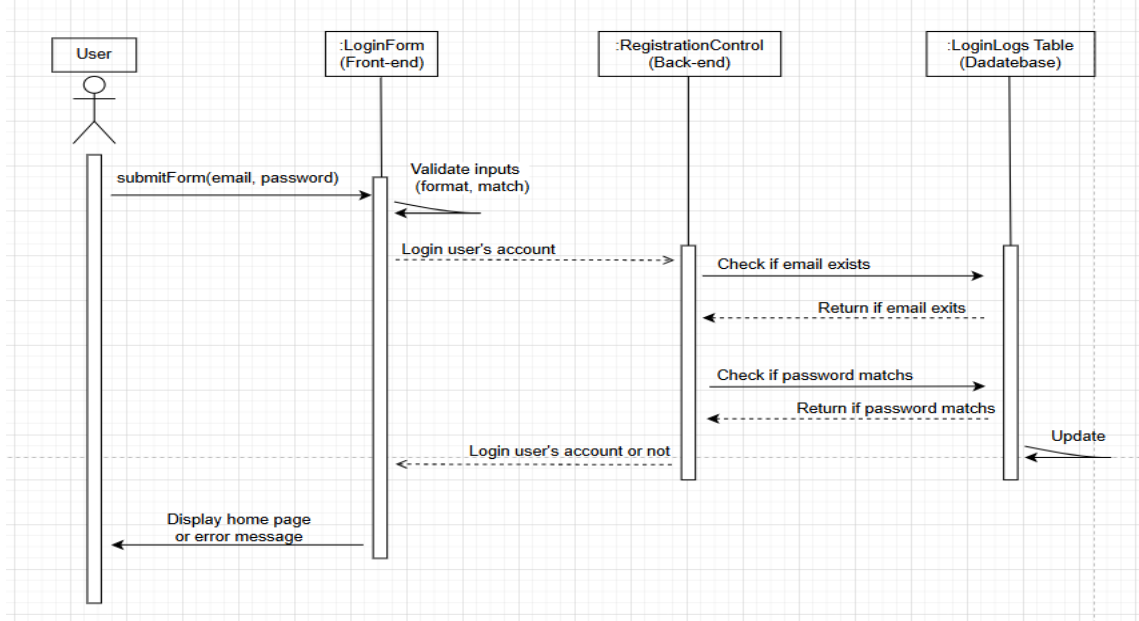 User
:LoginForm
(Front-end)
:RegistrationControl
(Back-end)
:LoginLogs Table
(Dadatebase)
submitForm(email, password)
Validate inputs
(format, match)
Login user's account
Check if email exists
Return if email exits
Check if password matchs
Return if password matchs
Update
Login user's account or not
Display home page
or error message